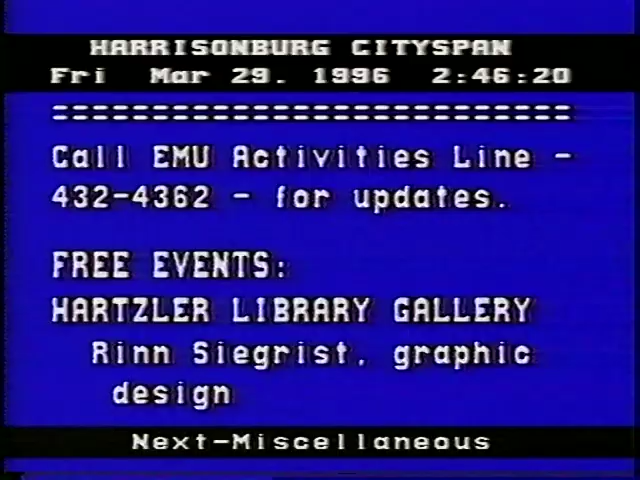 HARRISONBURG CITYSPAN
Fri Mar 29. 1996 2:46:20
==========================
Call EMU Activities Line -
432-4362 - for updates.
FREE EVENTS:
HARTZLER LIBRARY GALLERY
Rinn Siegrist, graphic
design
Next-Miscellaneous